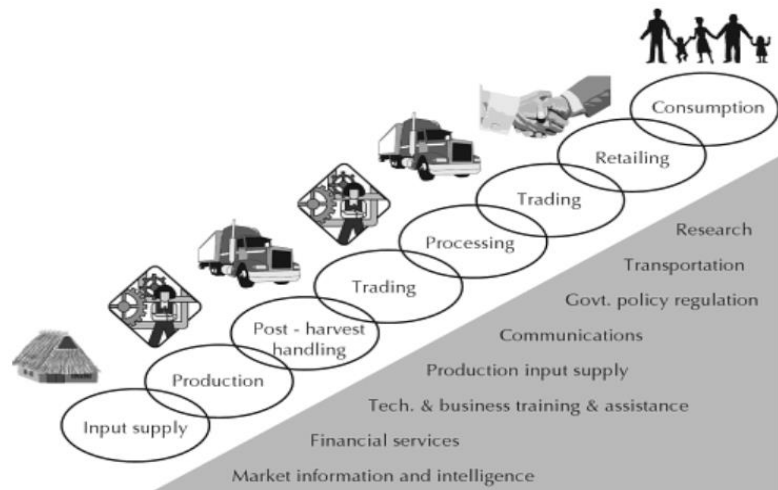 Consumption
Retailing
Trading
Processing
Trading
Post - harvest
handling
Production
Input supply
Research
Transportation
Govt. policy regulation
Communications
Production input supply
Tech. & business training & assistance
Financial services
Market information and intelligence